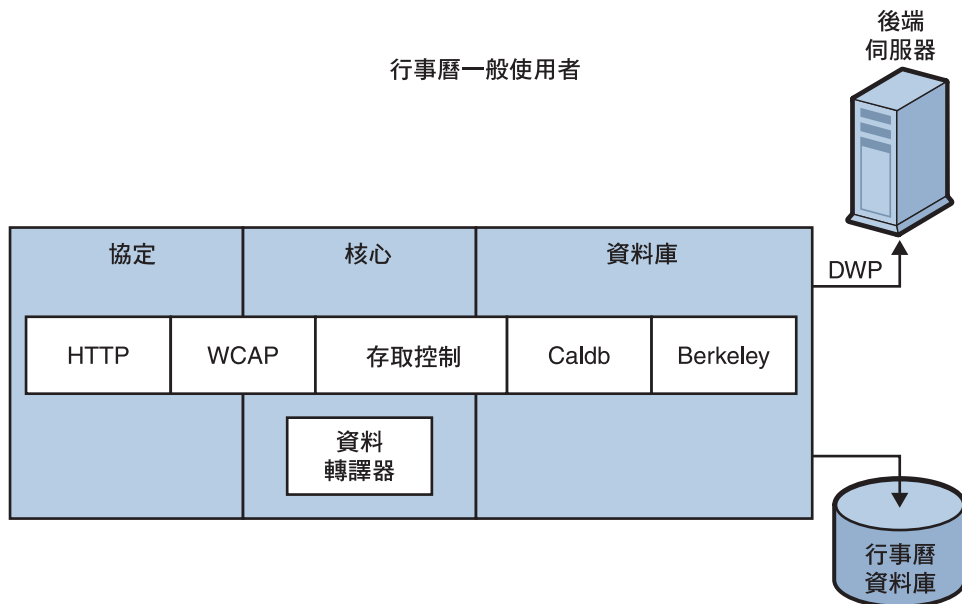 後端
伺服器
行事曆一般使用者
協定
核心
資料庫
DWP
HTTP
WCAP
存取控制
Caldb
Berkeley
資料
轉譯器
行事曆
資料庫